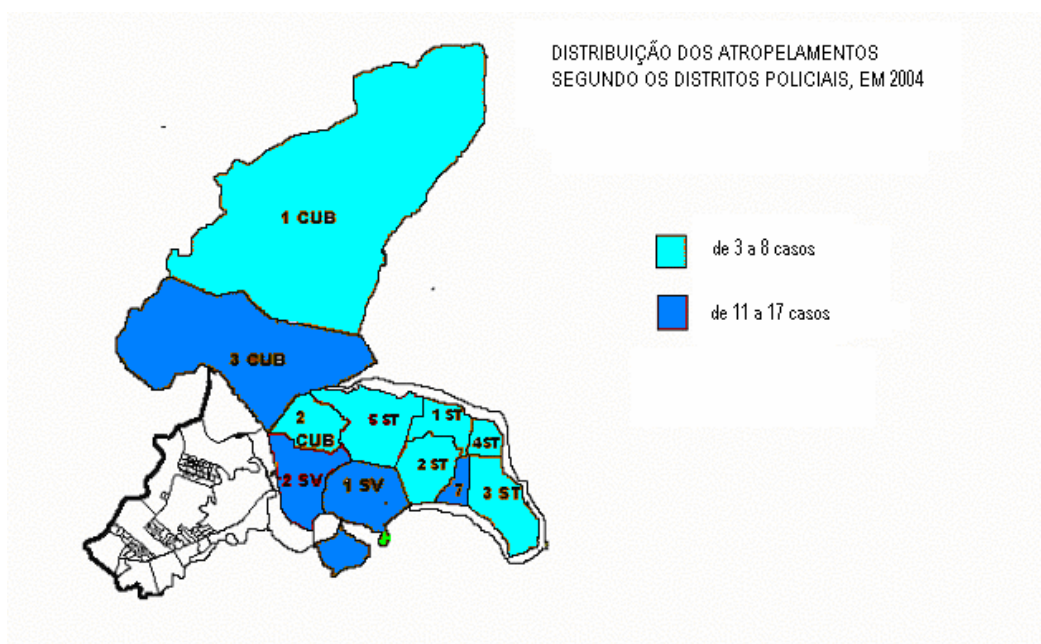 DISTRIBUIÇÃO DOS ATROPELAMENTOS
SEGUNDO OS DISTRITOS POLICIAIS, EM 2004
1 CUB
de 3 a 8 casos
de 11 a 17 casos
3 CUB
2
CUB
5 ST
1 ST
4ST
2 ST
2 SV
1 SV
7
3 ST